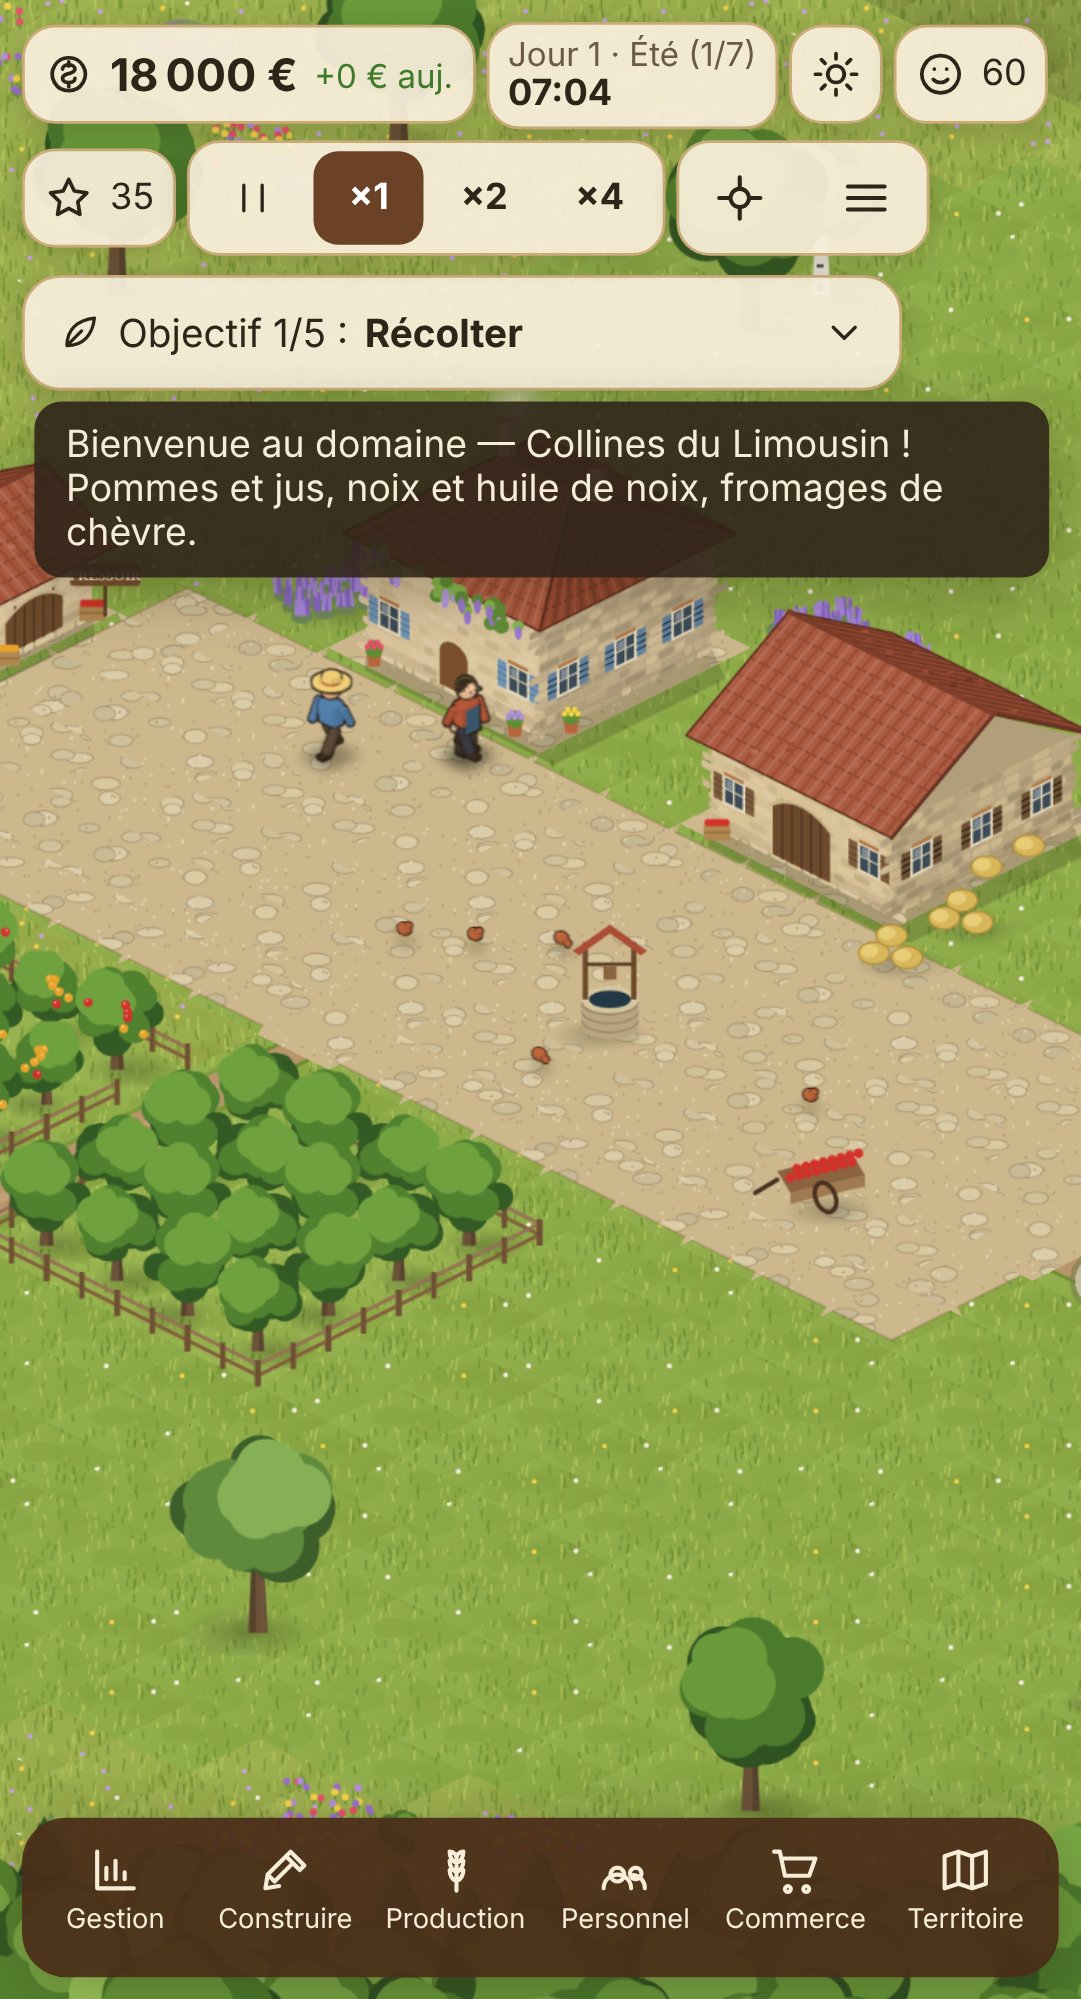 18 000 € +0 € auj.
Jour 1 · Été (1/7)
07:04
60
35
×1 ×2 ×4
Objectif 1/5 : Récolter
Bienvenue au domaine — Collines du Limousin !
Pommes et jus, noix et huile de noix, fromages de
chèvre.
PRESSOIR
Gestion Construire Production Personnel Commerce Territoire